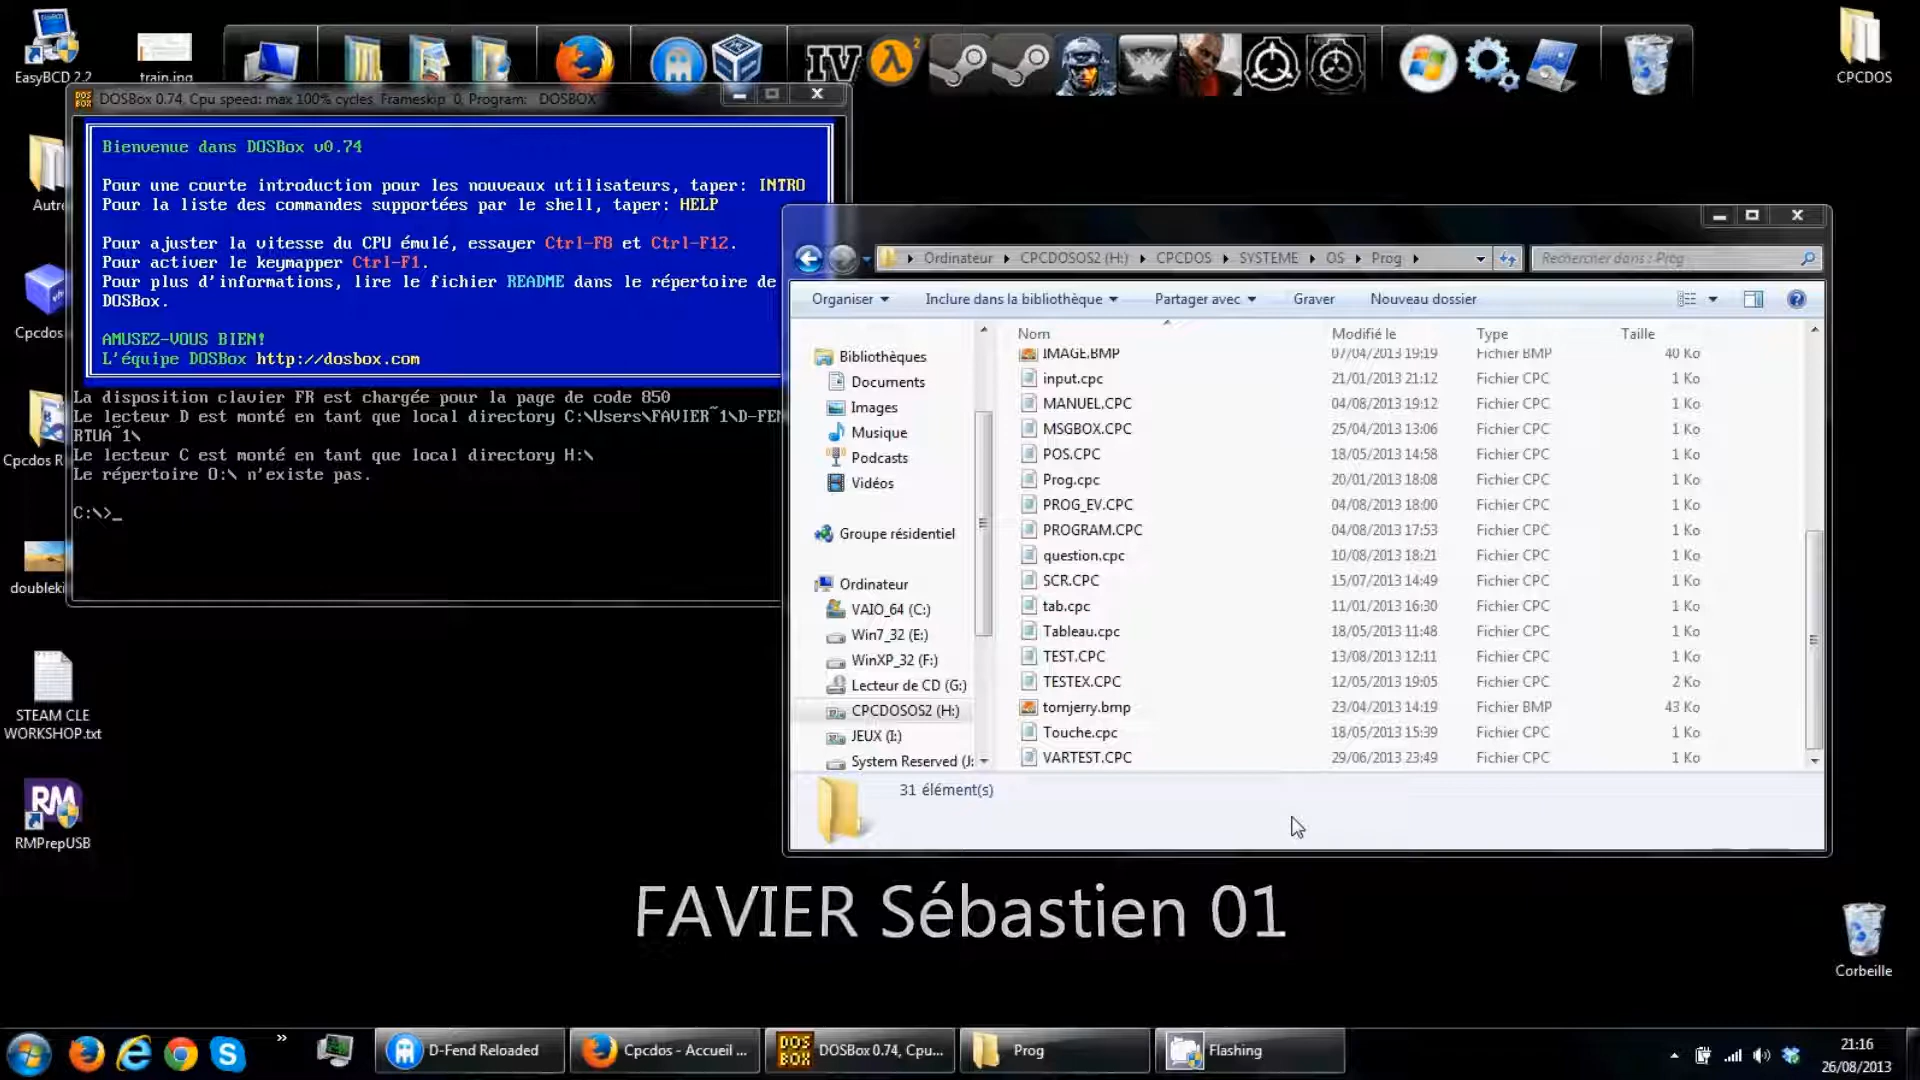 EasyBCD 2.2
train.jpg
CPCDOS
DOSBox 0.74, Cpu speed: max 100% cycles, Frameskip 0, Program: DOSBOX
Bienvenue dans DOSBox v0.74
Pour une courte introduction pour les nouveaux utilisateurs, taper: INTRO
Pour la liste des commandes supportées par le shell, taper: HELP
Pour ajuster la vitesse du CPU émulé, essayer Ctrl-F8 et Ctrl-F12.
Pour activer le keymapper Ctrl-F1.
Pour plus d'informations, lire le fichier README dans le répertoire de
DOSBox.
AMUSEZ-VOUS BIEN!
L'équipe DOSBox http://dosbox.com
La disposition clavier FR est chargée pour la page de code 850
Le lecteur D est monté en tant que local directory C:\Users\FAVIER~1\D-FEN
RTUA~1\
Le lecteur C est monté en tant que local directory H:\
Le répertoire O:\ n'existe pas.
C:\>_
Autre
Cpcdos
Cpcdos R
doubleki
STEAM CLE
WORKSHOP.txt
RM
RMPrepUSB
Ordinateur CPCDOSOS2 (H:) CPCDOS SYSTEME OS Prog
Rechercher dans : Prog
Organiser Inclure dans la bibliothèque Partager avec Graver Nouveau dossier
Bibliothèques
Documents
Images
Musique
Podcasts
Vidéos
Groupe résidentiel
Ordinateur
VAIO_64 (C:)
Win7_32 (E:)
WinXP_32 (F:)
Lecteur de CD (G:)
CPCDOSOS2 (H:)
JEUX (I:)
System Reserved (J:
Nom Modifié le Type Taille
IMAGE.BMP 07/04/2013 19:19 Fichier BMP 40 Ko
input.cpc 21/01/2013 21:12 Fichier CPC 1 Ko
MANUEL.CPC 04/08/2013 19:12 Fichier CPC 1 Ko
MSGBOX.CPC 25/04/2013 13:06 Fichier CPC 1 Ko
POS.CPC 18/05/2013 14:58 Fichier CPC 1 Ko
Prog.cpc 20/01/2013 18:08 Fichier CPC 1 Ko
PROG_EV.CPC 04/08/2013 18:00 Fichier CPC 1 Ko
PROGRAM.CPC 04/08/2013 17:53 Fichier CPC 1 Ko
question.cpc 10/08/2013 18:21 Fichier CPC 1 Ko
SCR.CPC 15/07/2013 14:49 Fichier CPC 1 Ko
tab.cpc 11/01/2013 16:30 Fichier CPC 1 Ko
Tableau.cpc 18/05/2013 11:48 Fichier CPC 1 Ko
TEST.CPC 13/08/2013 12:11 Fichier CPC 1 Ko
TESTEX.CPC 12/05/2013 19:05 Fichier CPC 2 Ko
tomjerry.bmp 23/04/2013 14:19 Fichier BMP 43 Ko
Touche.cpc 18/05/2013 15:39 Fichier CPC 1 Ko
VARTEST.CPC 29/06/2013 23:49 Fichier CPC 1 Ko
31 élément(s)
FAVIER Sébastien 01
Corbeille
D-Fend Reloaded
Cpcdos - Accueil ...
DOS
BOX
DOSBox 0.74, Cpu...
Prog
Flashing
21:16
26/08/2013